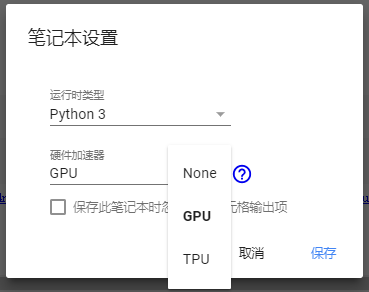 笔记本设置
运行时类型
Python 3
硬件加速器
GPU
None
GPU
TPU
保存此笔记本时忽
元格输出项
取消
保存